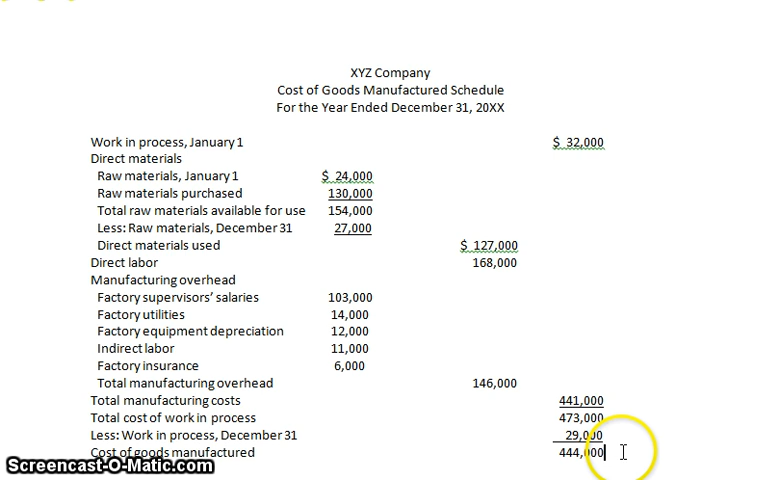 XYZ Company
Cost of Goods Manufactured Schedule
For the Year Ended December 31, 20XX
Work in process, January 1 $ 32,000
Direct materials
Raw materials, January 1 $ 24,000
Raw materials purchased 130,000
Total raw materials available for use 154,000
Less: Raw materials, December 31 27,000
Direct materials used $ 127,000
Direct labor 168,000
Manufacturing overhead
Factory supervisors' salaries 103,000
Factory utilities 14,000
Factory equipment depreciation 12,000
Indirect labor 11,000
Factory insurance 6,000
Total manufacturing overhead 146,000
Total manufacturing costs 441,000
Total cost of work in process 473,000
Less: Work in process, December 31 29,000
Cost of goods manufactured 444,000
Screencast-O-Matic.com